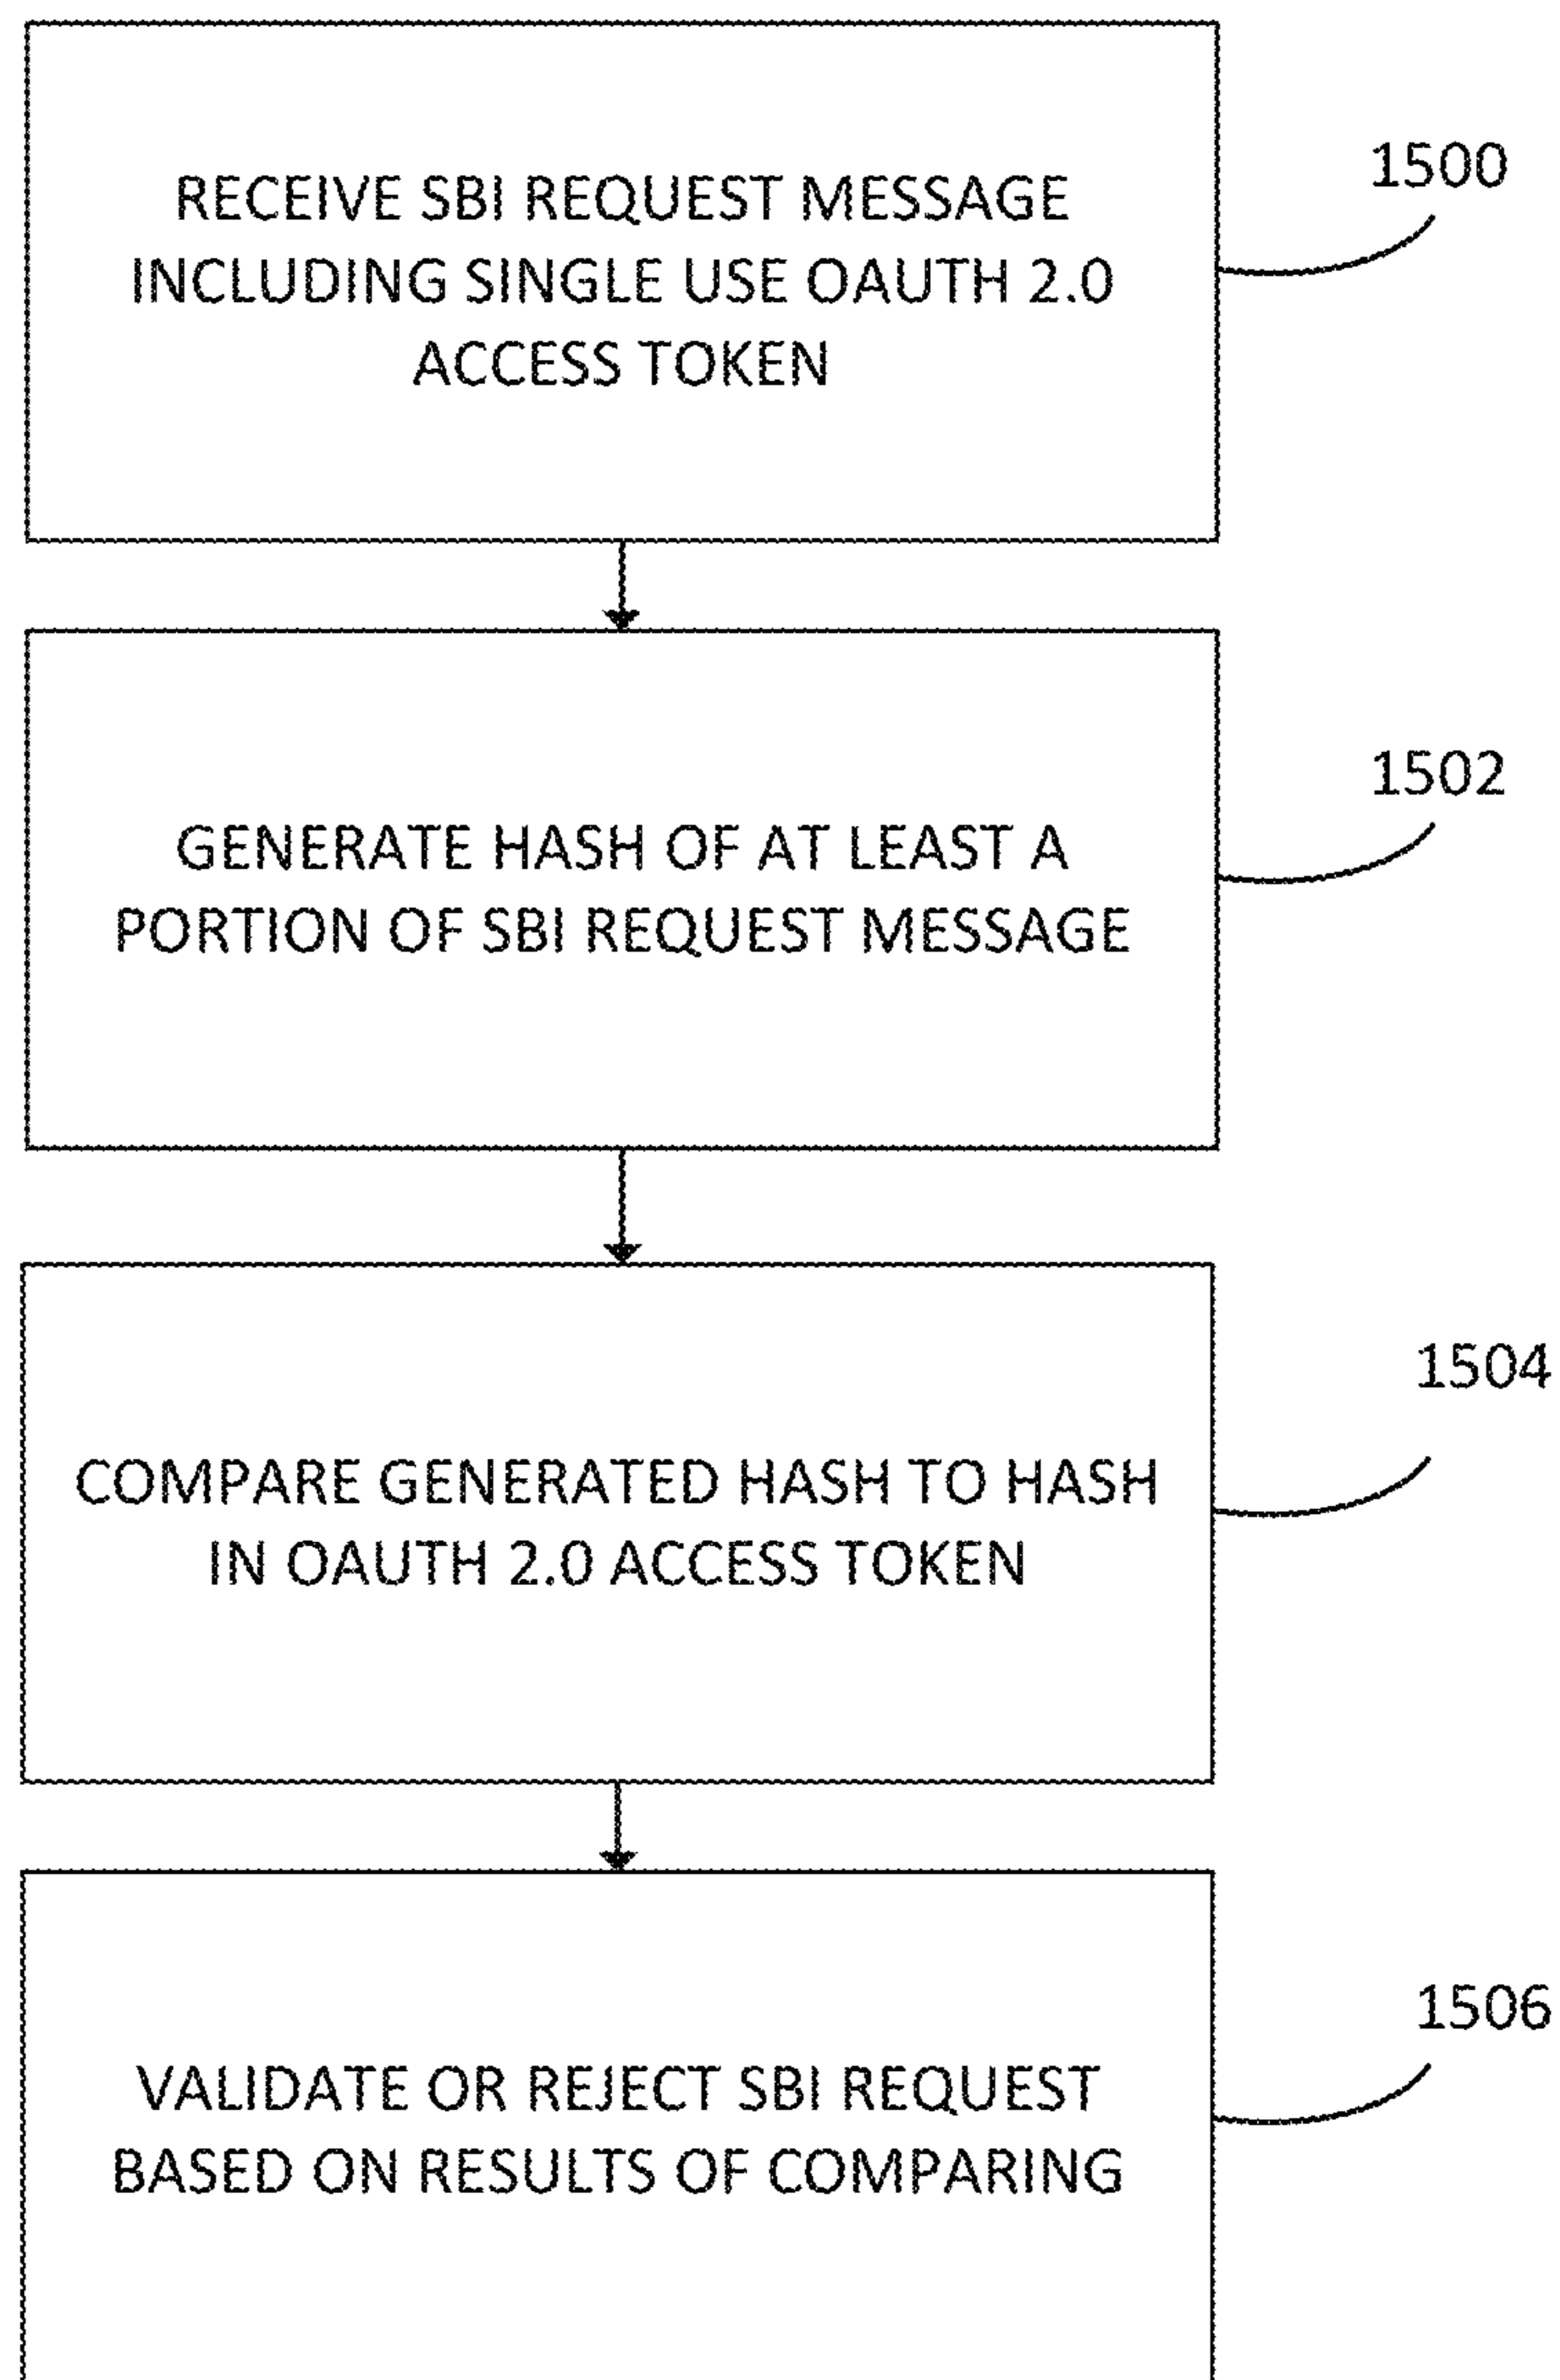 RECEIVE SBI REQUEST MESSAGE
INCLUDING SINGLE USE OAUTH 2.0
ACCESS TOKEN
1500
GENERATE HASH OF AT LEAST A
PORTION OF SBI REQUEST MESSAGE
1502
COMPARE GENERATED HASH TO HASH
IN OAUTH 2.0 ACCESS TOKEN
1504
VALIDATE OR REJECT SBI REQUEST
BASED ON RESULTS OF COMPARING
1506